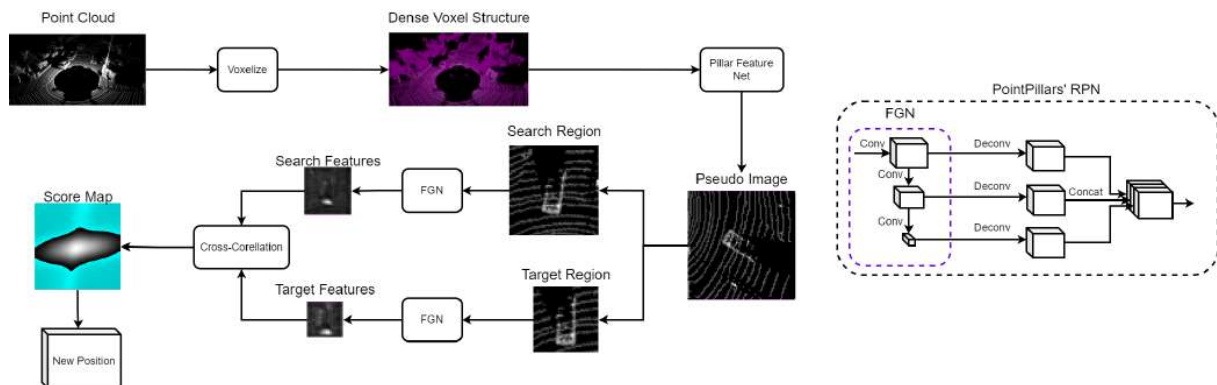 Point Cloud
Voxelize
Dense Voxel Structure
Pillar Feature
Net
PointPillars' RPN
FGN
Conv
Deconv
Conv
Deconv
Concat
Conv
Deconv
Search Region
Search Features
FGN
Pseudo Image
Score Map
Cross-Corellation
Target Region
Target Features
FGN
New Position